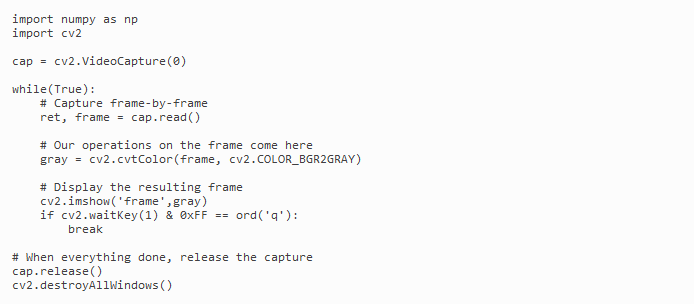 import numpy as np
import cv2

cap = cv2.VideoCapture(0)

while(True):
    # Capture frame-by-frame
    ret, frame = cap.read()

    # Our operations on the frame come here
    gray = cv2.cvtColor(frame, cv2.COLOR_BGR2GRAY)

    # Display the resulting frame
    cv2.imshow('frame',gray)
    if cv2.waitKey(1) & 0xFF == ord('q'):
        break

# When everything done, release the capture
cap.release()
cv2.destroyAllWindows()